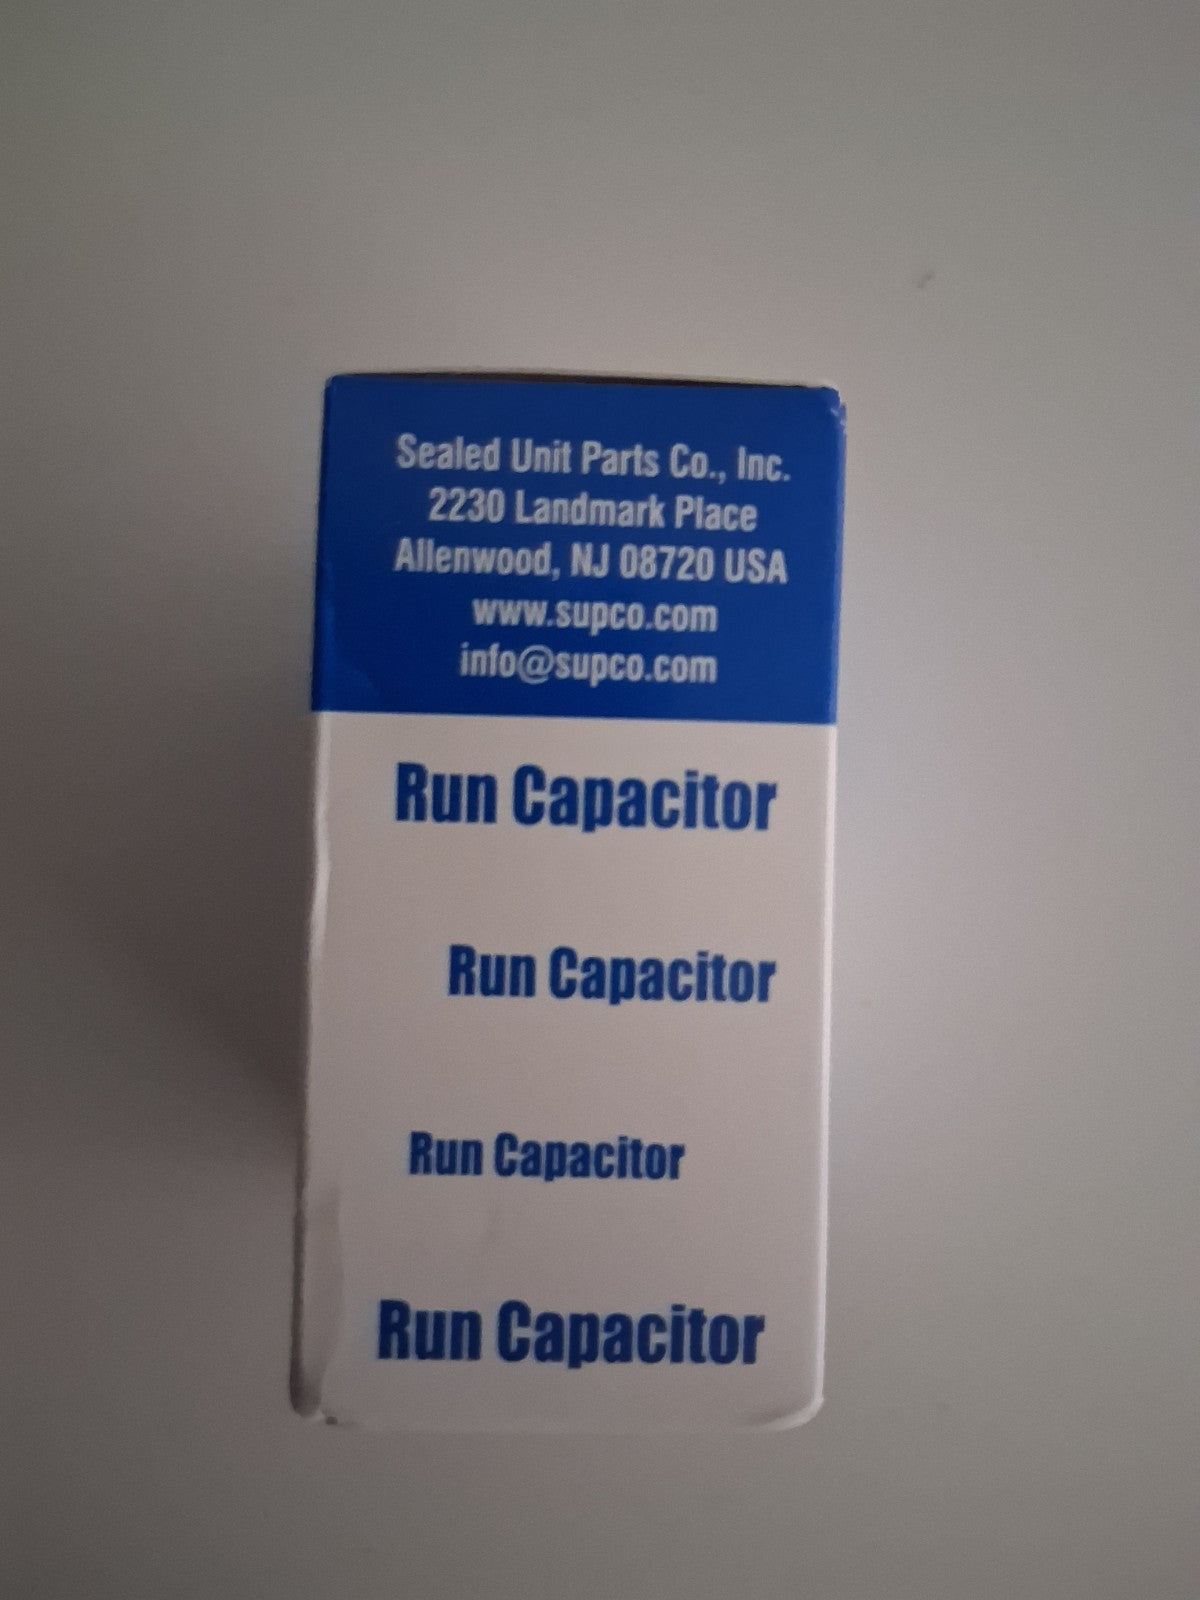 Sealed Unit Parts Co., Inc.
2230 Landmark Place
Allenwood, NJ 08720 USA
www.supco.com
info@supco.com
Run Capacitor
Run Capacitor
Run Capacitor
Run Capacitor